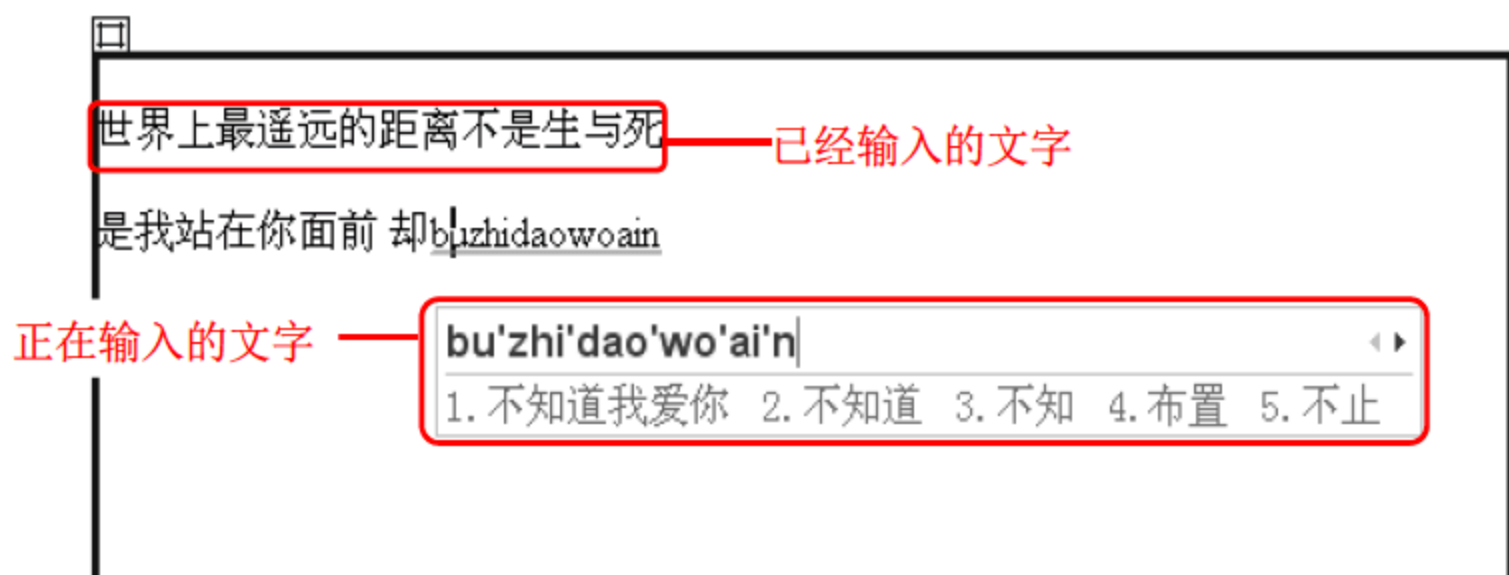 世界上最遥远的距离不是生与死
已经输入的文字
是我站在你面前 却buzhidaowoain
正在输入的文字
bu'zhi'dao'wo'ai'n
1.不知道我爱你 2.不知道 3.不知 4.布置 5.不止